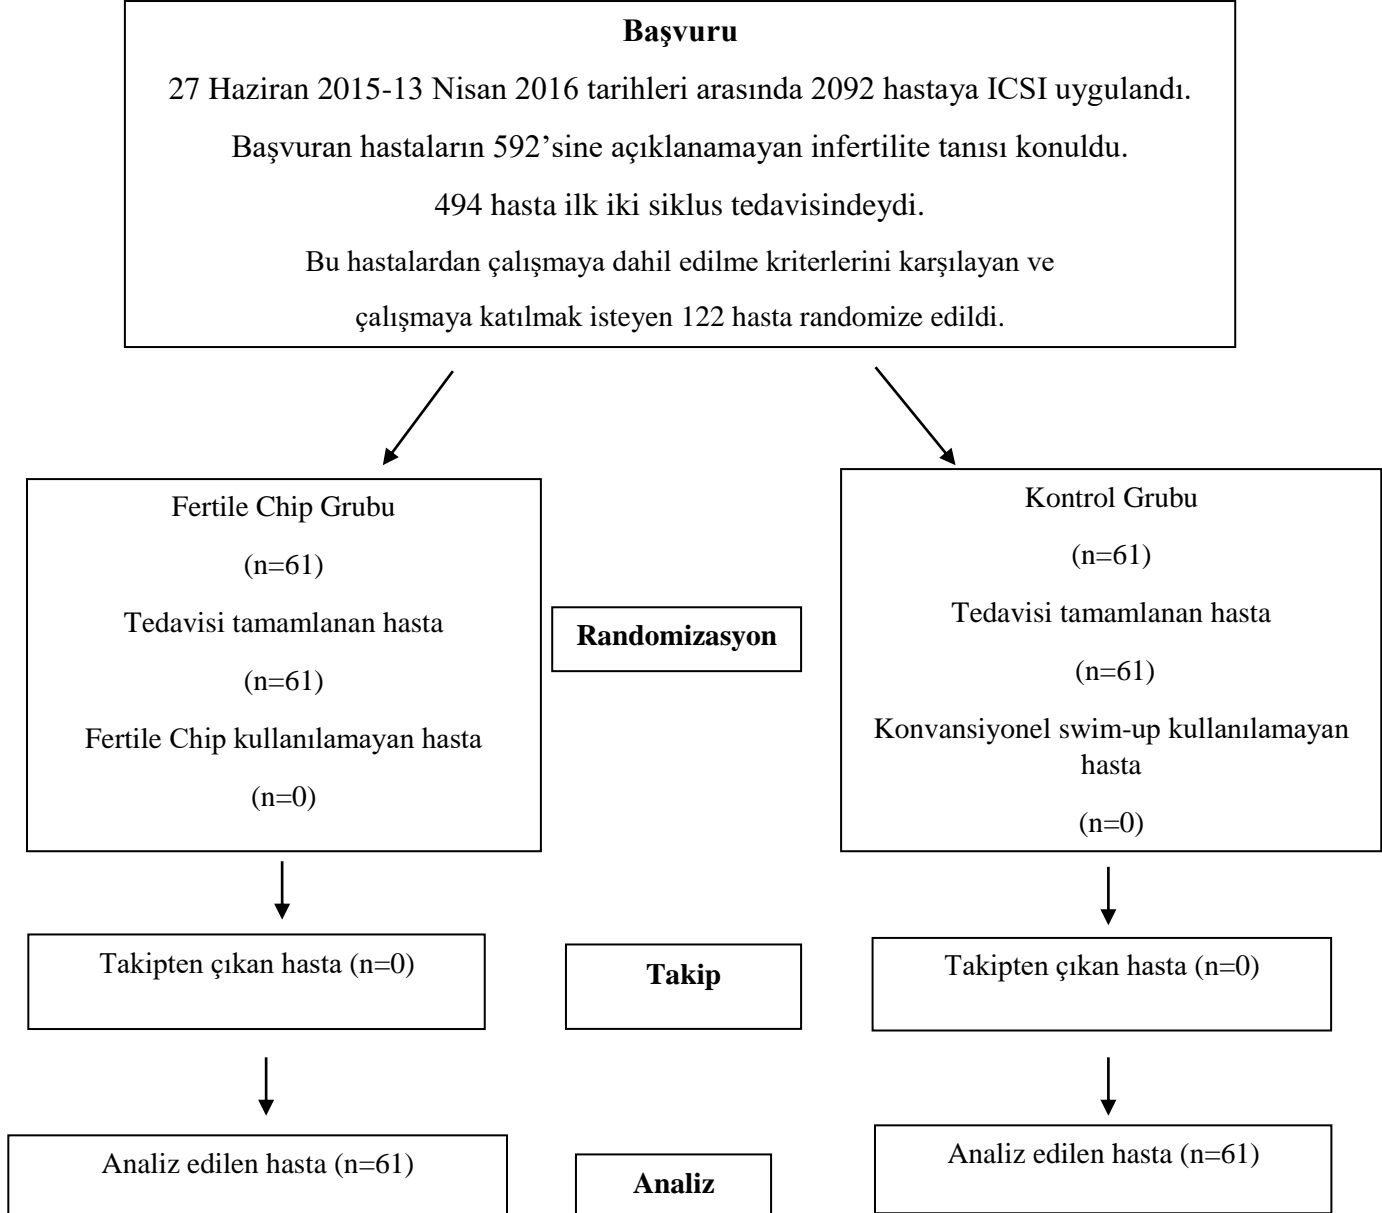 Başvuru
27 Haziran 2015-13 Nisan 2016 tarihleri arasında 2092 hastaya ICSI uygulandı.
Başvuran hastaların 592’sine açıklanamayan infertilite tanısı konuldu.
494 hasta ilk iki siklus tedavisindeydi.
Bu hastalardan çalışmaya dahil edilme kriterlerini karşılayan ve
çalışmaya katılmak isteyen 122 hasta randomize edildi.
Fertile Chip Grubu
(n=61)
Tedavisi tamamlanan hasta
(n=61)
Fertile Chip kullanılamayan hasta
(n=0)
Randomizasyon
Kontrol Grubu
(n=61)
Tedavisi tamamlanan hasta
(n=61)
Konvansiyonel swim-up kullanılamayan
hasta
(n=0)
Takipten çıkan hasta (n=0)
Takip
Takipten çıkan hasta (n=0)
Analiz edilen hasta (n=61)
Analiz
Analiz edilen hasta (n=61)